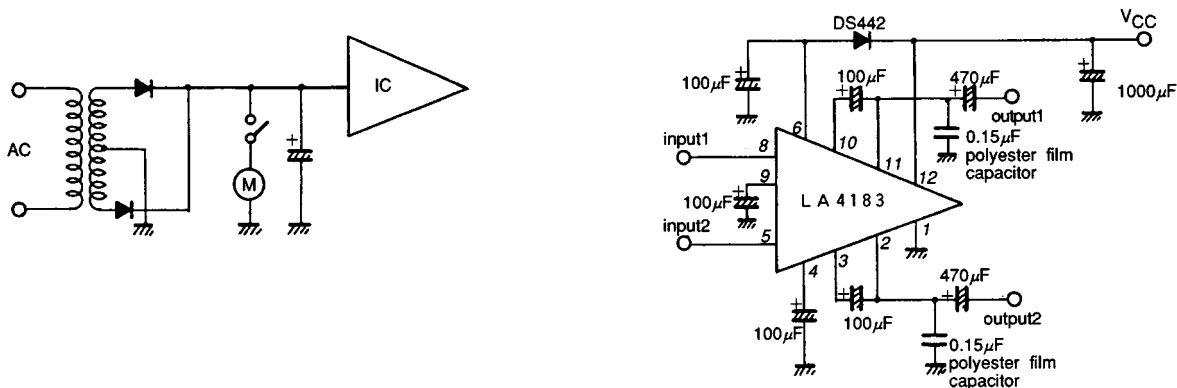 AC
M
IC
DS442
VCC
100µF
100µF
470µF
1000µF
output1
0.15µF
polyester film
capacitor
input1
8
6
10
11
12
9
100µF
LA4183
input2
5
4
3
2
1
470µF
100µF
100µF
output2
0.15µF
polyester film
capacitor